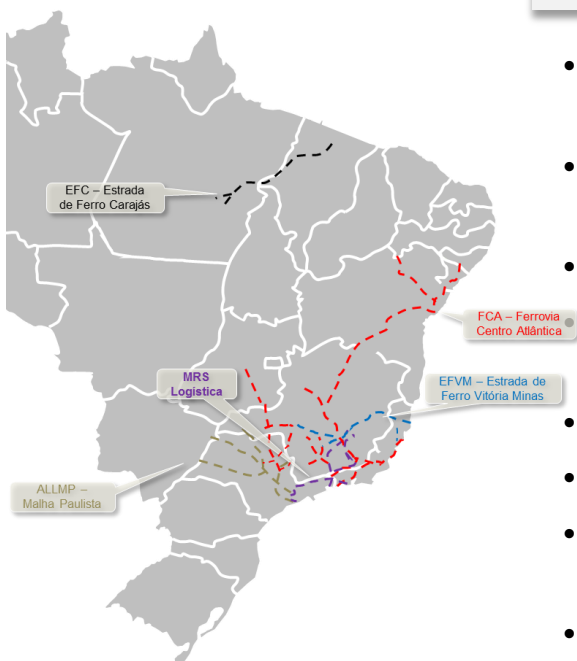 EFC – Estrada
de Ferro Carajás
FCA – Ferrovia
Centro Atlântica
MRS
Logística
EFVM – Estrada de
Ferro Vitória Minas
ALLMP –
Malha Paulista